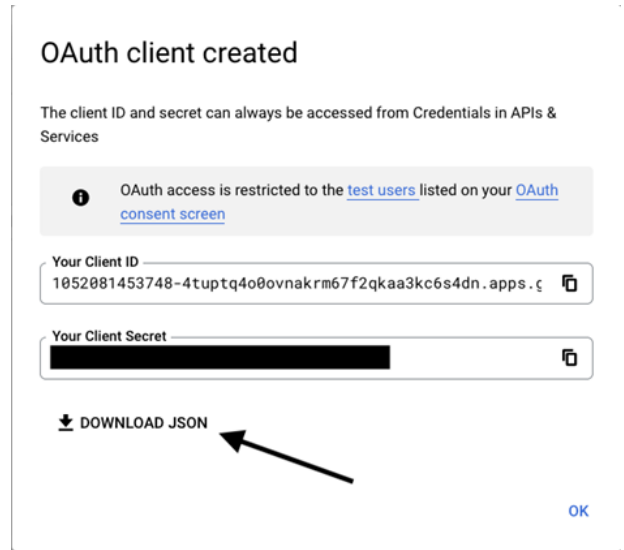 OAuth client created
The client ID and secret can always be accessed from Credentials in APIs &
Services
OAuth access is restricted to the test users listed on your OAuth
consent screen
Your Client ID
1052081453748-4tuptq4o0ovnakrm67f2qkaa3kc6s4dn.apps.g
Your Client Secret
DOWNLOAD JSON
OK